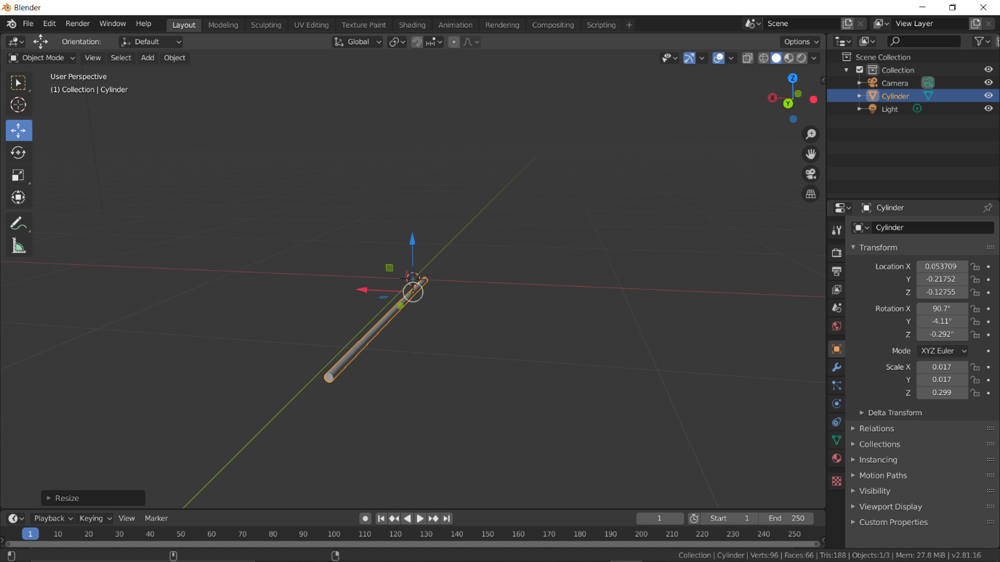 Blender
File Edit Render Window Help Layout Modeling Sculpting UV Editing Texture Paint Shading Animation Rendering Compositing Scripting + Scene View Layer
Orientation: Default Global Options
Object Mode View Select Add Object
User Perspective
(1) Collection | Cylinder
Z
X
Y
Scene Collection
Collection
Camera
Cylinder
Light
Cylinder
Cylinder
Transform
Location X 0.053709
Y -0.21752
Z -0.12755
Rotation X 90.7°
Y -4.11°
Z -0.292°
Mode XYZ Euler
Scale X 0.017
Y 0.017
Z 0.299
Delta Transform
Relations
Collections
Instancing
Motion Paths
Visibility
Viewport Display
Custom Properties
Resize
Playback Keying View Marker 1 Start 1 End 250
1 10 20 30 40 50 60 70 80 90 100 110 120 130 140 150 160 170 180 190 200 210 220 230 240 250
Collection | Cylinder | Verts:96 | Faces:66 | Tris:188 | Objects:1/3 | Mem: 27.8 MiB | v2.81.16